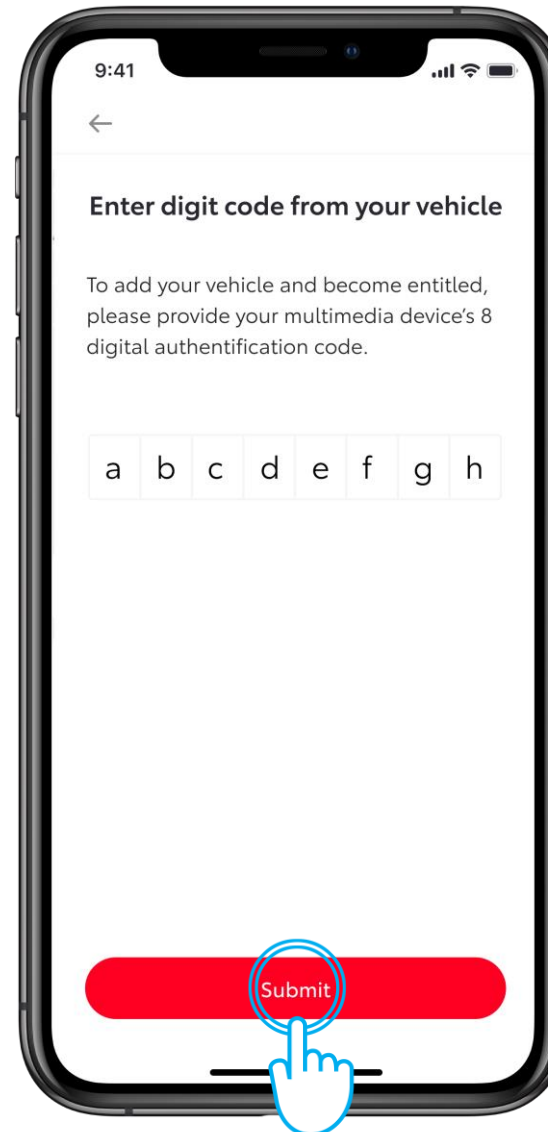 9:41
Enter digit code from your vehicle
To add your vehicle and become entitled,
please provide your multimedia device’s 8
digital authentification code.
a b c d e f g h
Submit